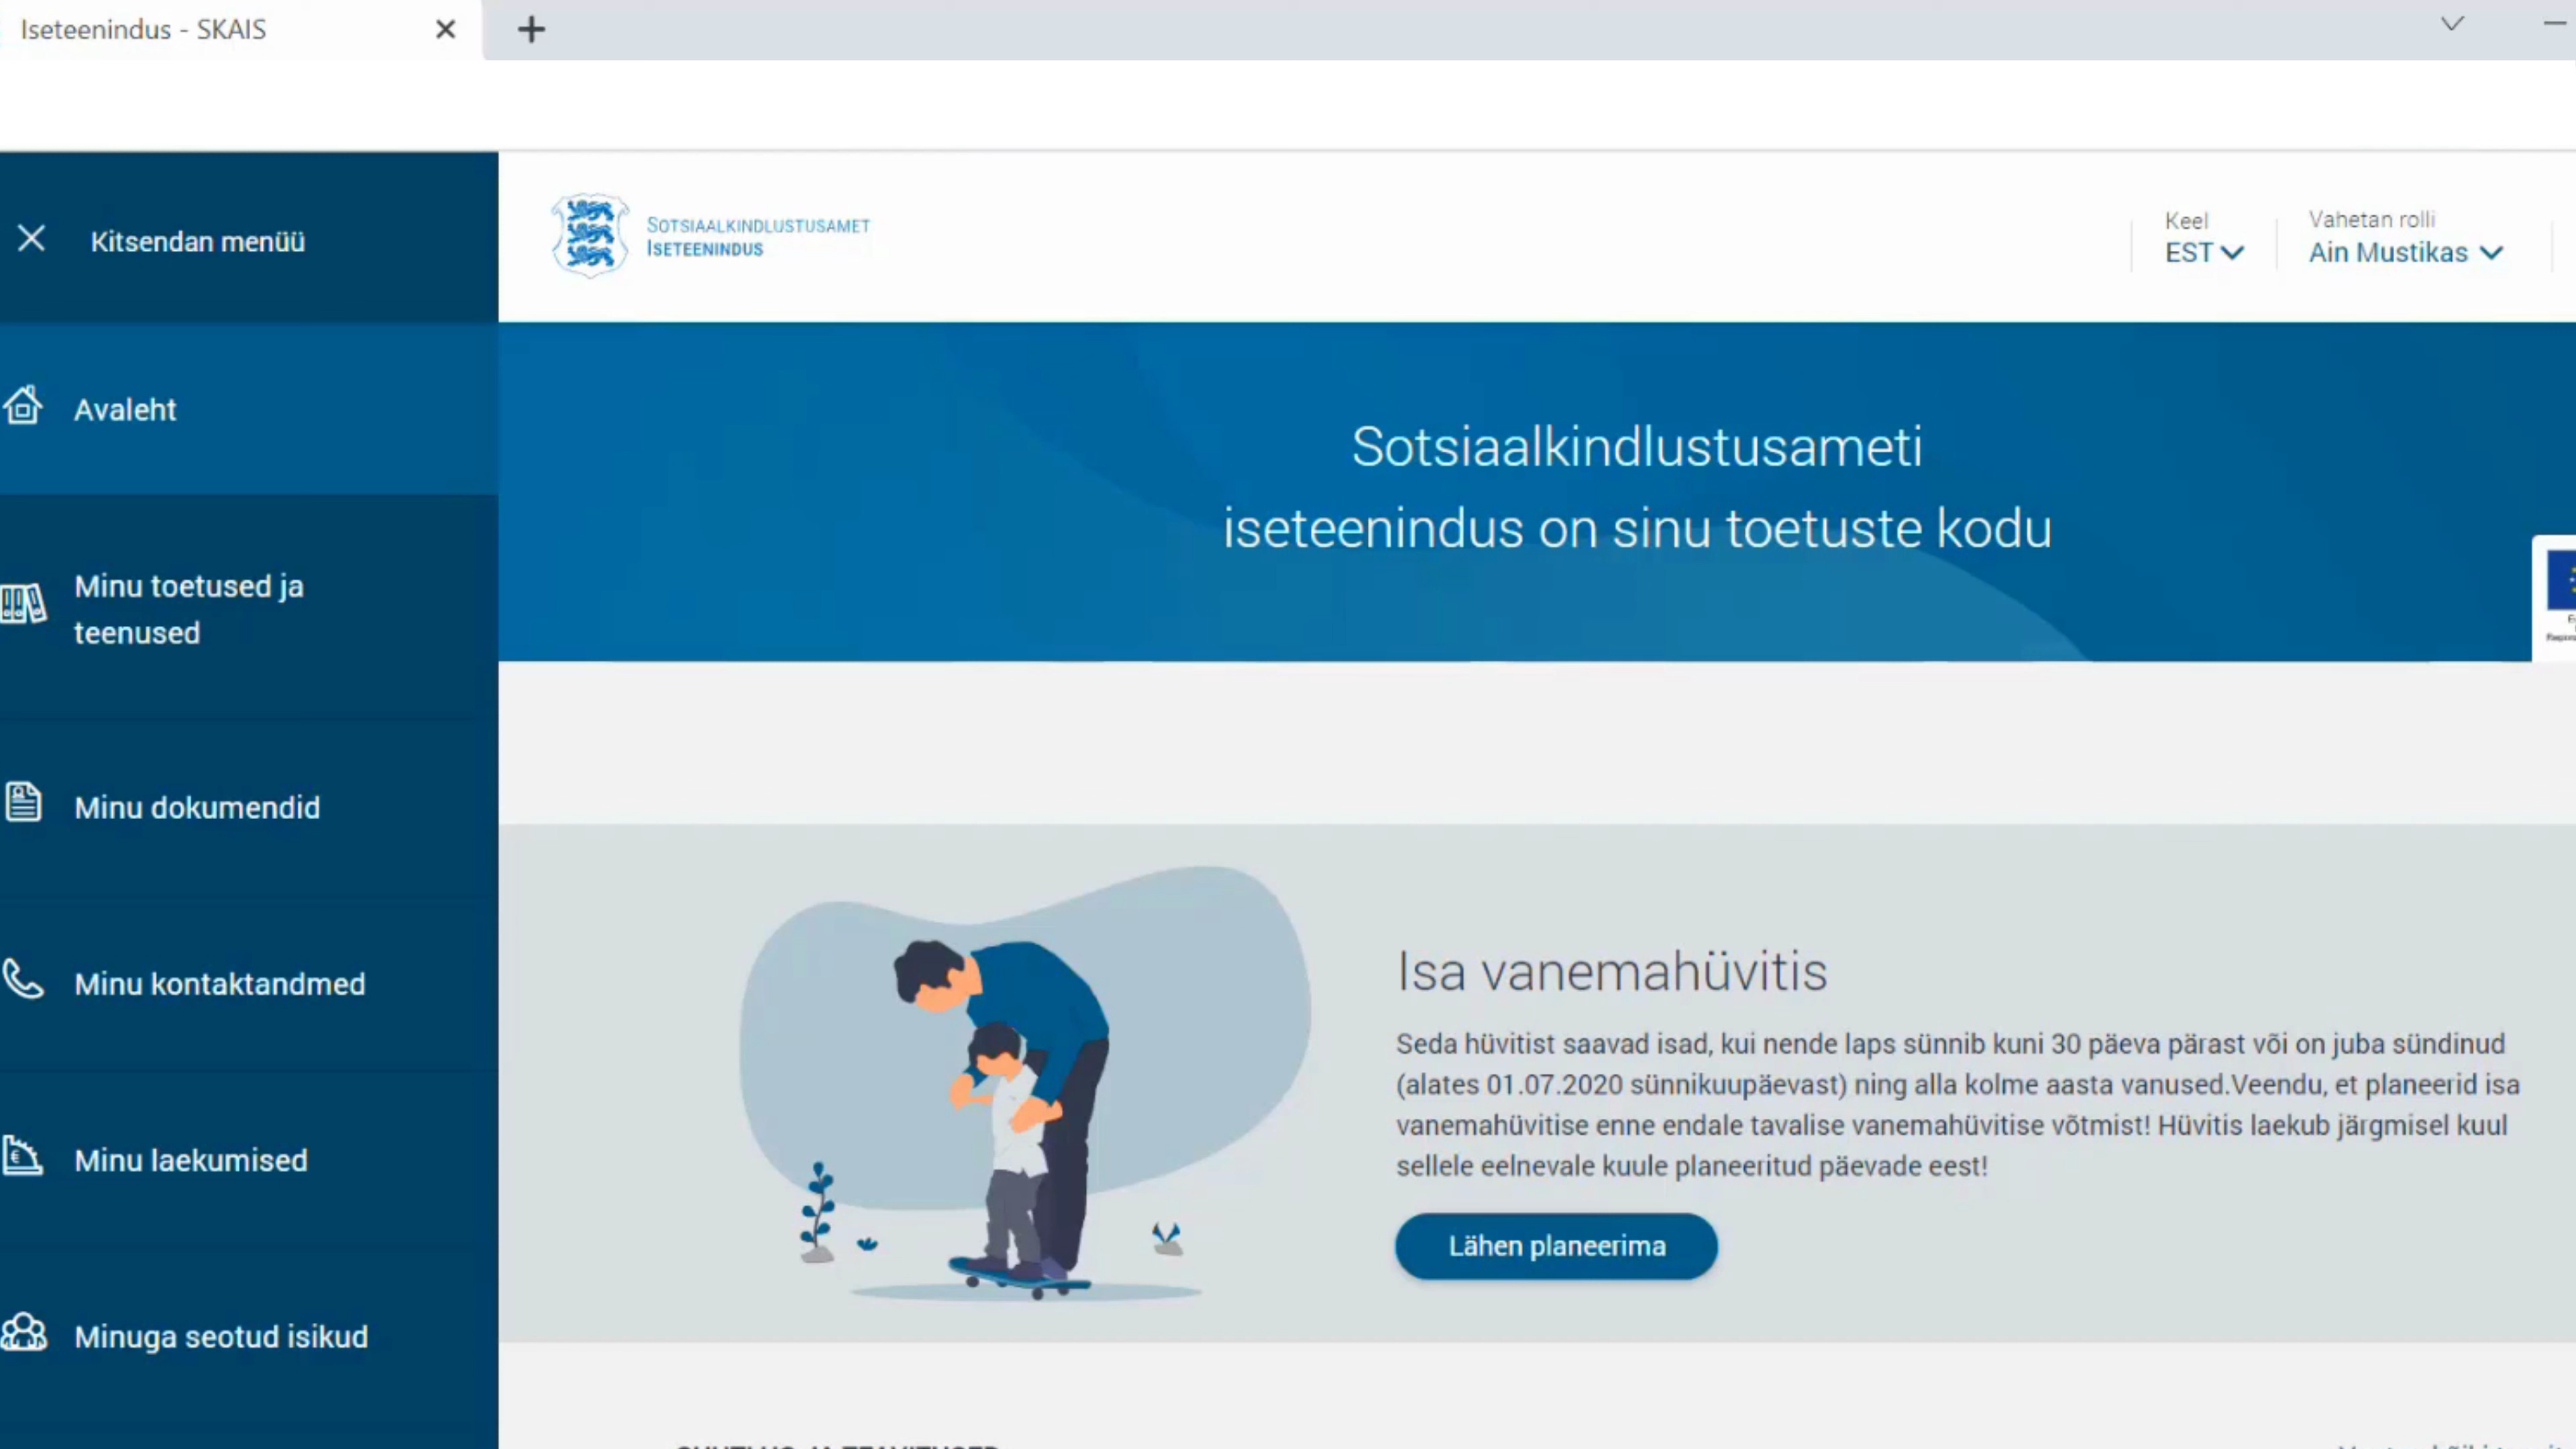 Iseteenindus - SKAIS
Kitsendan menüü
SOTSIAALKINDLUSTUSAMET
ISETEENINDUS
Keel
EST
Vahetan rolli
Ain Mustikas
Avaleht
Sotsiaalkindlustusameti
iseteenindus on sinu toetuste kodu
Minu toetused ja
teenused
Minu dokumendid
Minu kontaktandmed
Minu laekumised
Minuga seotud isikud
Isa vanemahüvitis
Seda hüvitist saavad isad, kui nende laps sünnib kuni 30 päeva pärast või on juba sündinud
(alates 01.07.2020 sünnikuupäevast) ning alla kolme aasta vanused.Veendu, et planeerid isa
vanemahüvitise enne endale tavalise vanemahüvitise võtmist! Hüvitis laekub järgmisel kuul
sellele eelnevale kuule planeeritud päevade eest!
Lähen planeerima